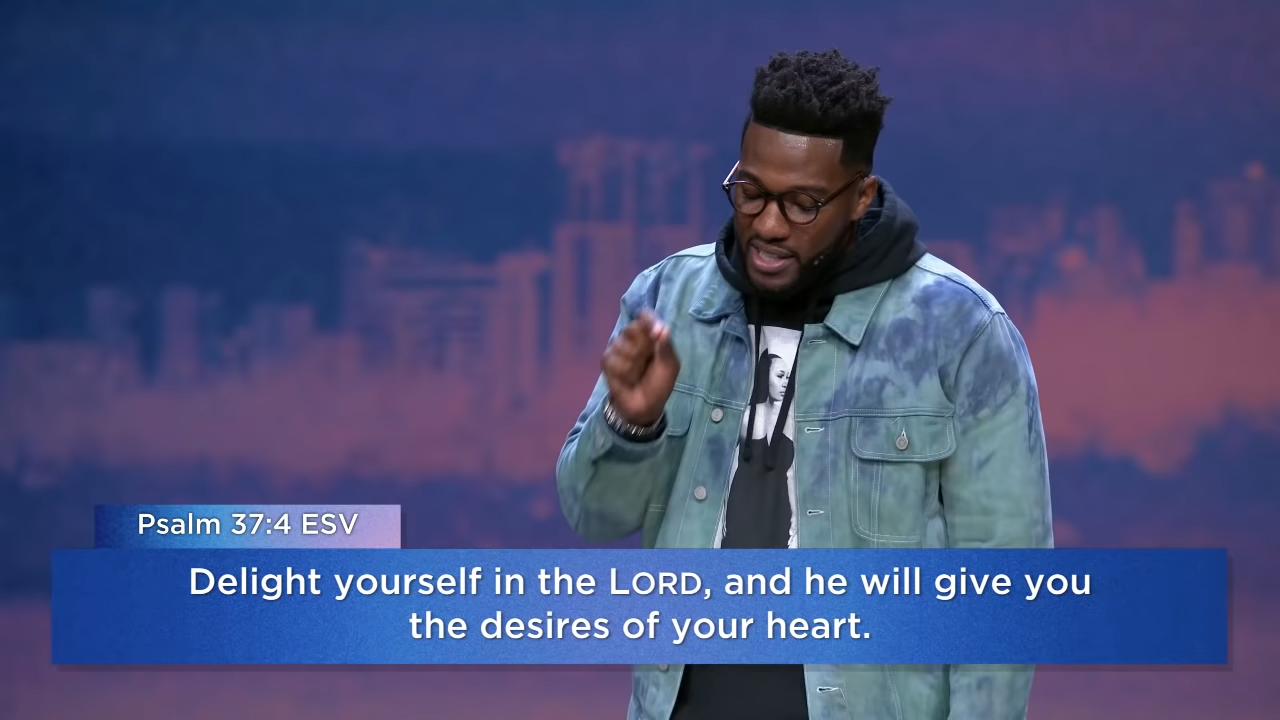 Psalm 37:4 ESV
Delight yourself in the LORD, and he will give you
the desires of your heart.